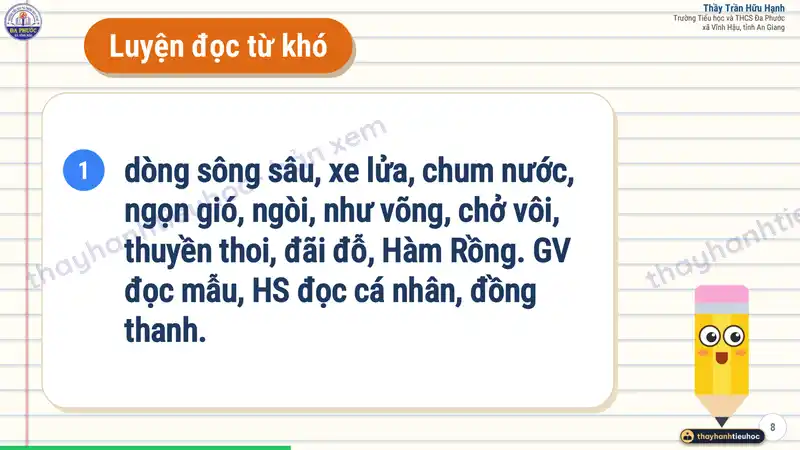 Thầy Trần Hữu Hạnh
Trường Tiểu học và THCS Đa Phước
xã Vĩnh Hậu, tỉnh An Giang
ĐA PHƯỚC
Luyện đọc từ khó
1
dòng sông sâu, xe lửa, chum nước,
ngọn gió, ngòi, như võng, chở vôi,
thuyền thoi, đãi đỗ, Hàm Rồng. GV
đọc mẫu, HS đọc cá nhân, đồng
thanh.
8
thayhanhtieuhoc